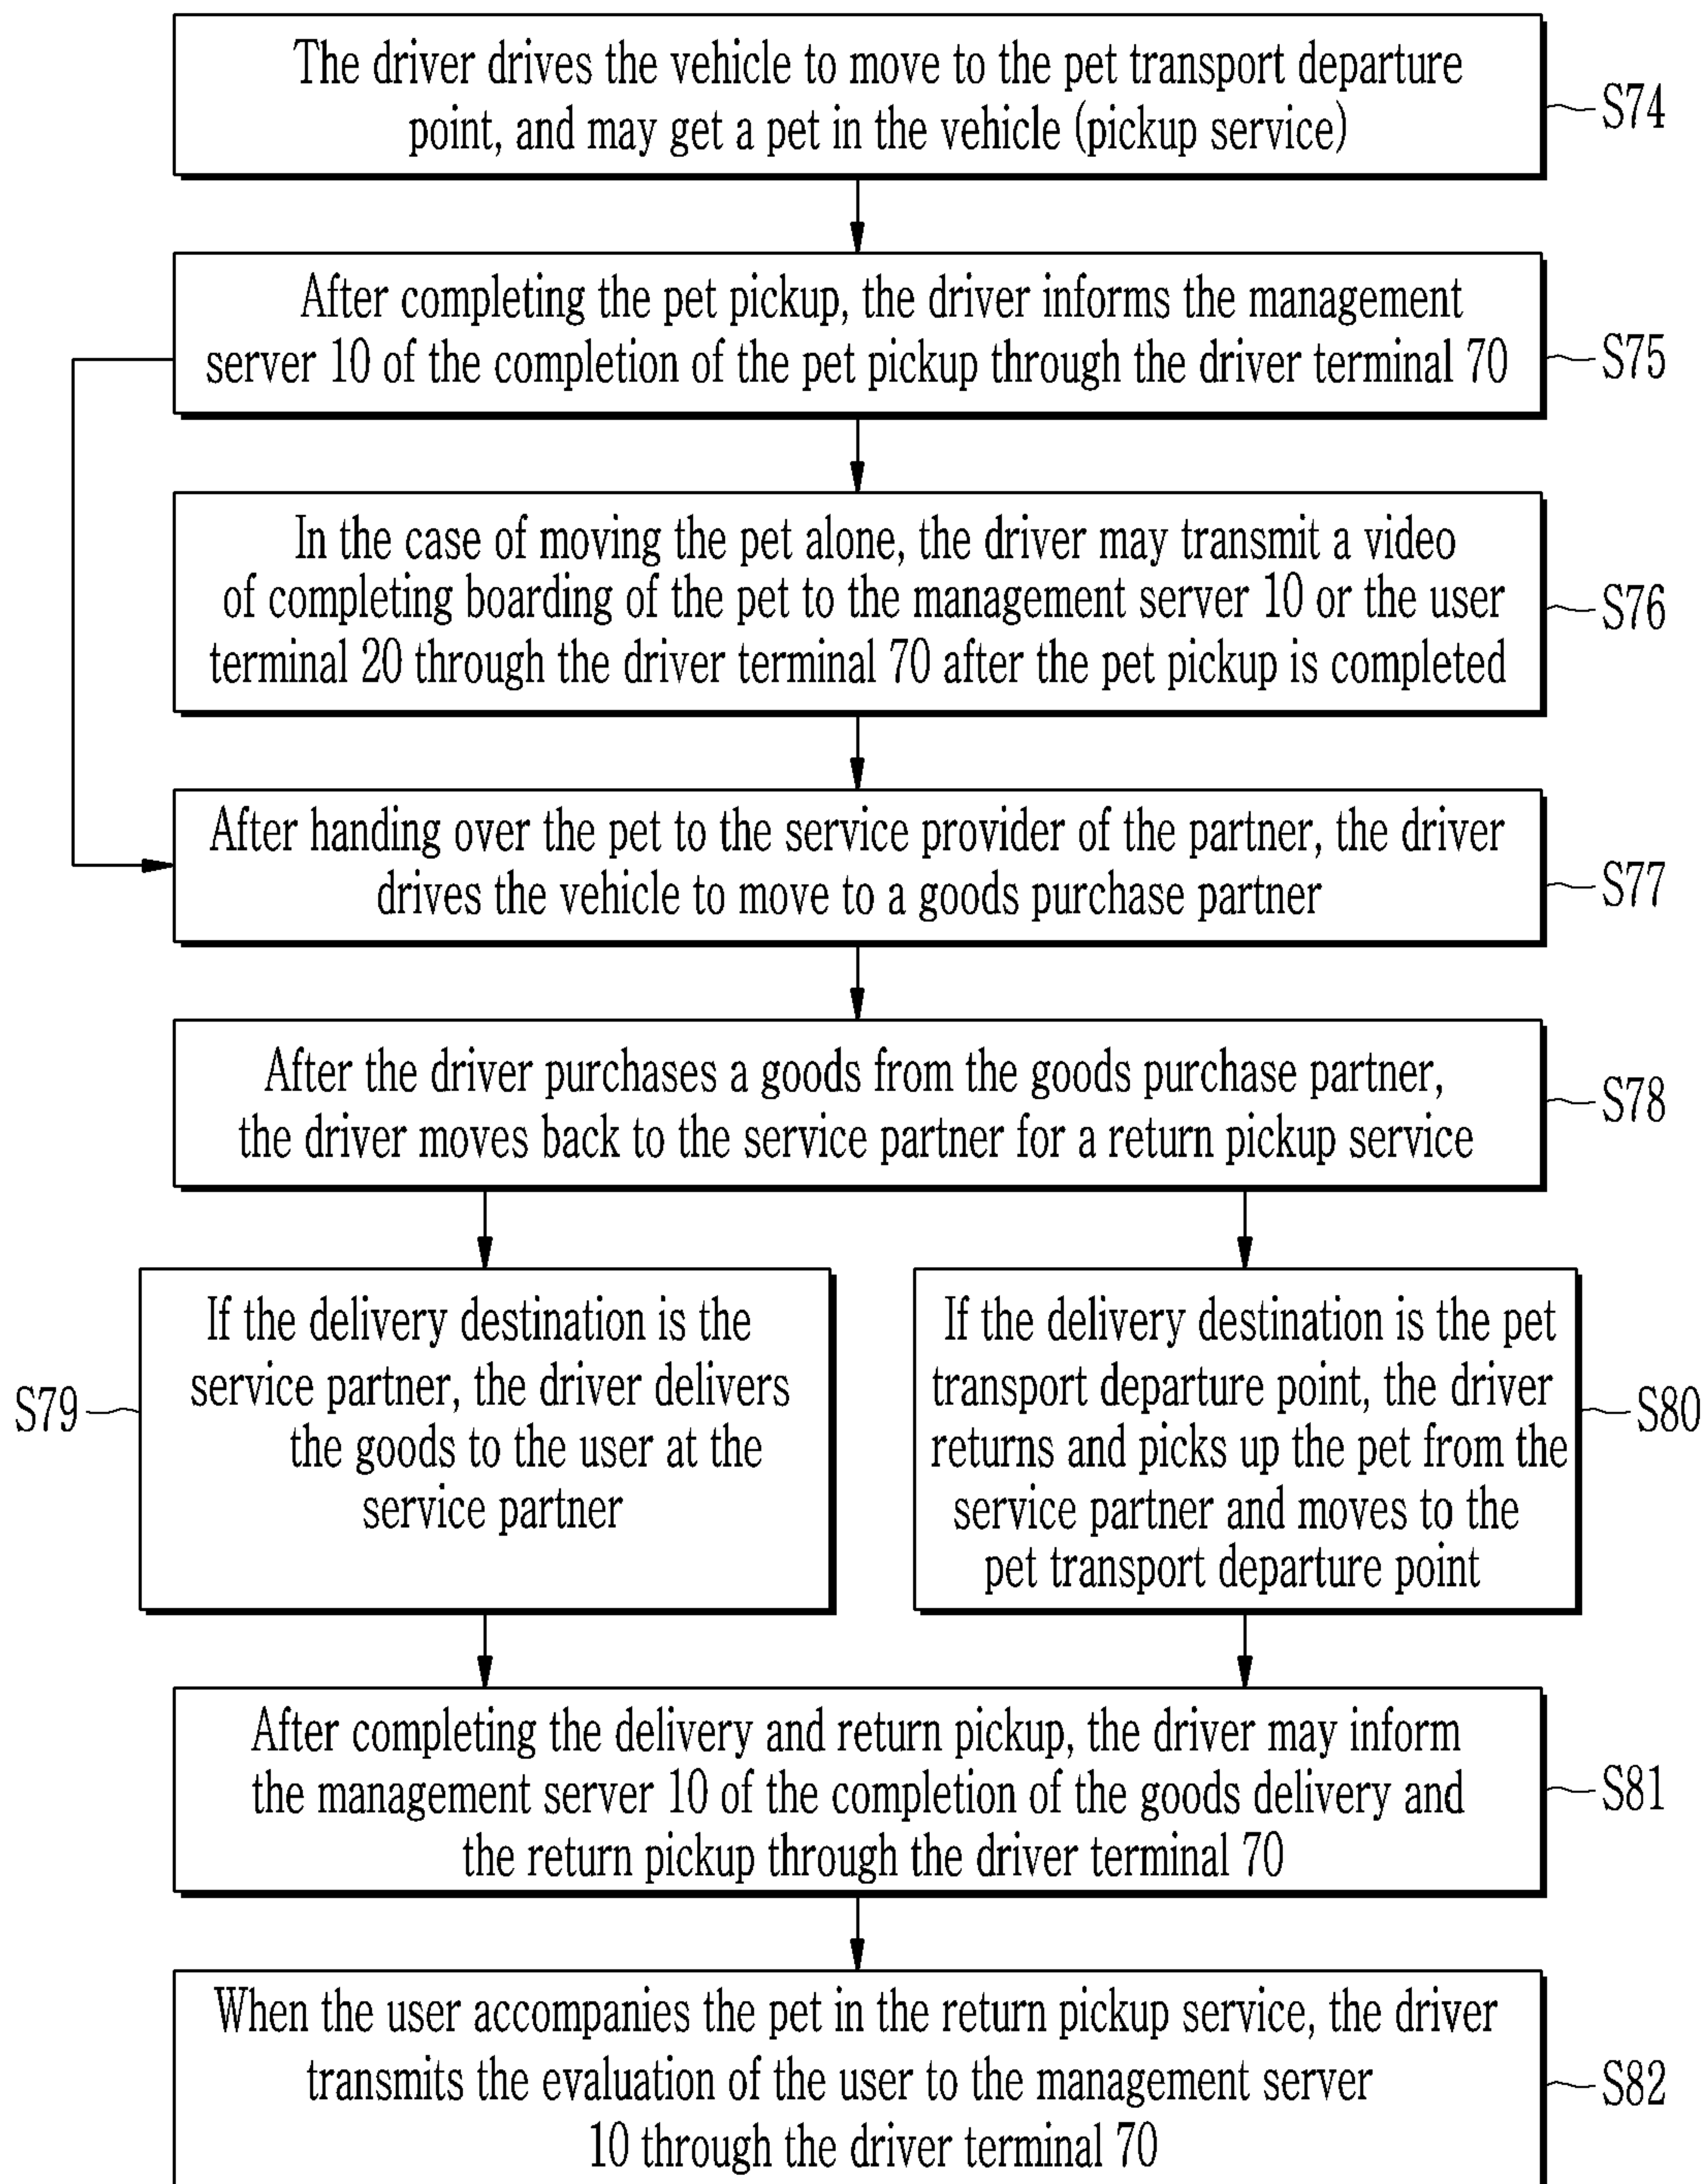 The driver drives the vehicle to move to the pet transport departure
point, and may get a pet in the vehicle (pickup service)
S74
After completing the pet pickup, the driver informs the management
server 10 of the completion of the pet pickup through the driver terminal 70
S75
In the case of moving the pet alone, the driver may transmit a video
of completing boarding of the pet to the management server 10 or the user
terminal 20 through the driver terminal 70 after the pet pickup is completed
S76
After handing over the pet to the service provider of the partner, the driver
drives the vehicle to move to a goods purchase partner
S77
After the driver purchases a goods from the goods purchase partner,
the driver moves back to the service partner for a return pickup service
S78
If the delivery destination is the
service partner, the driver delivers
the goods to the user at the
service partner
S79
If the delivery destination is the pet
transport departure point, the driver
returns and picks up the pet from the
service partner and moves to the
pet transport departure point
S80
After completing the delivery and return pickup, the driver may inform
the management server 10 of the completion of the goods delivery and
the return pickup through the driver terminal 70
S81
When the user accompanies the pet in the return pickup service, the driver
transmits the evaluation of the user to the management server
10 through the driver terminal 70
S82